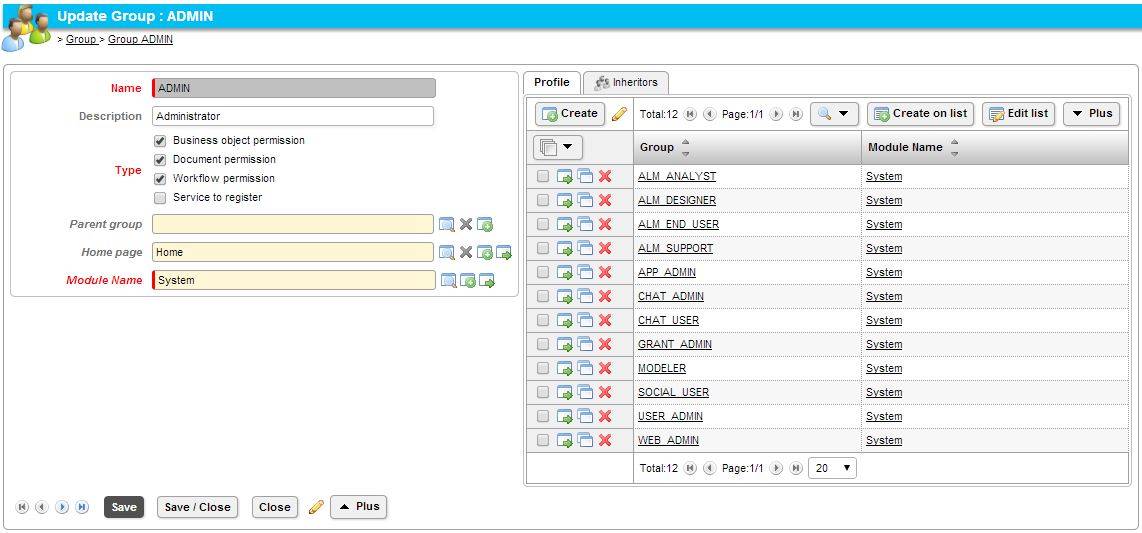 Update Group : ADMIN
> Group > Group ADMIN
Name ADMIN
Description Administrator
Type
Business object permission
Document permission
Workflow permission
Service to register
Parent group
Home page Home
Module Name System
Profile Inheritors
Create Total:12 Page:1/1 Create on list Edit list Plus
Group Module Name
ALM_ANALYST System
ALM_DESIGNER System
ALM_END_USER System
ALM_SUPPORT System
APP_ADMIN System
CHAT_ADMIN System
CHAT_USER System
GRANT_ADMIN System
MODELER System
SOCIAL_USER System
USER_ADMIN System
WEB_ADMIN System
Total:12 Page:1/1 20
Save Save / Close Close Plus